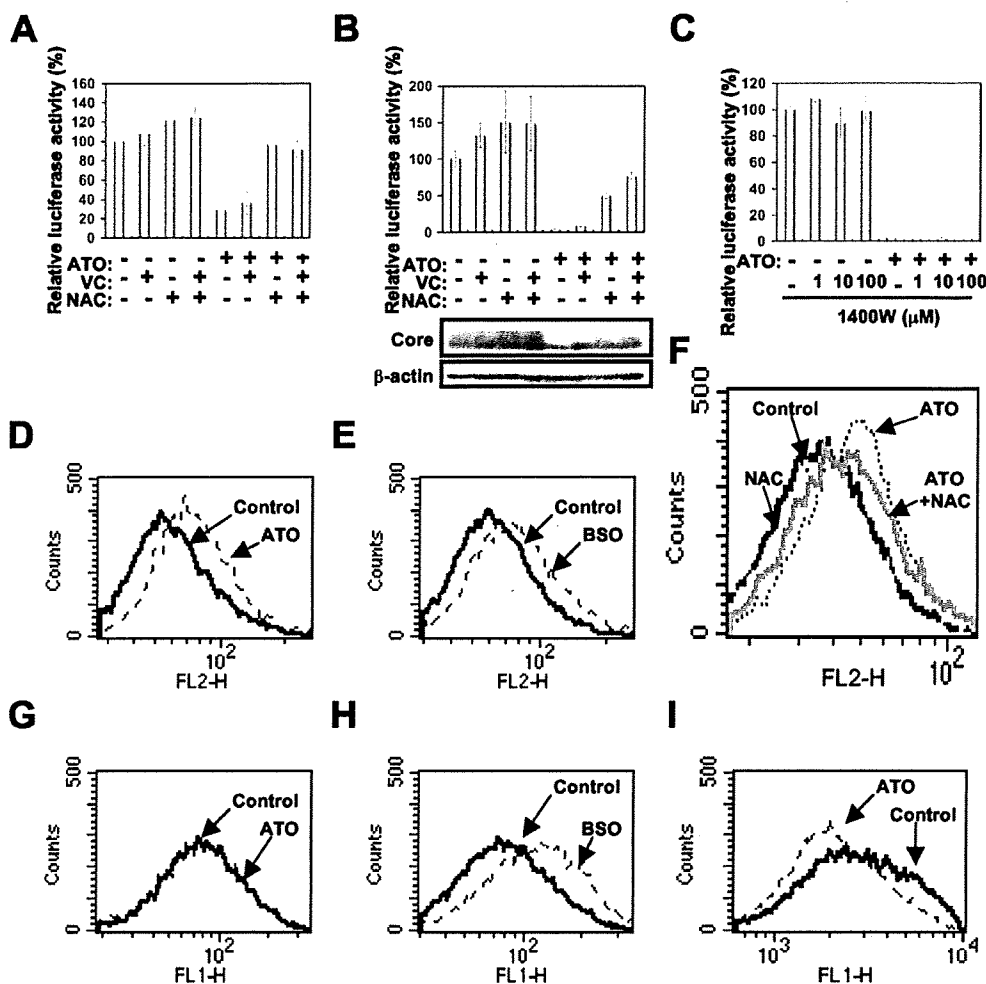 A
Relative luciferase activity (%)
160
140
120
100
80
60
40
20
0
ATO: - - - - + + + +
VC: - + - + - + - +
NAC: - - + + - - + +
B
Relative luciferase activity (%)
200
150
100
50
0
ATO: - - - - + + + +
VC: - + - + - + - +
NAC: - - + + - - + +
Core
β-actin
C
Relative luciferase activity (%)
120
100
80
60
40
20
0
ATO: - - - - + + + +
- 1 10 100 - 1 10 100
1400W (μM)
D
500
Counts
0
Control
ATO
10²
FL2-H
E
500
Counts
0
Control
BSO
10²
FL2-H
F
500
Counts
0
Control
ATO
NAC
ATO
+NAC
FL2-H
10²
G
500
Counts
0
Control
ATO
10²
FL1-H
H
500
Counts
0
Control
BSO
10²
FL1-H
I
500
Counts
0
ATO
Control
10³
10⁴
FL1-H